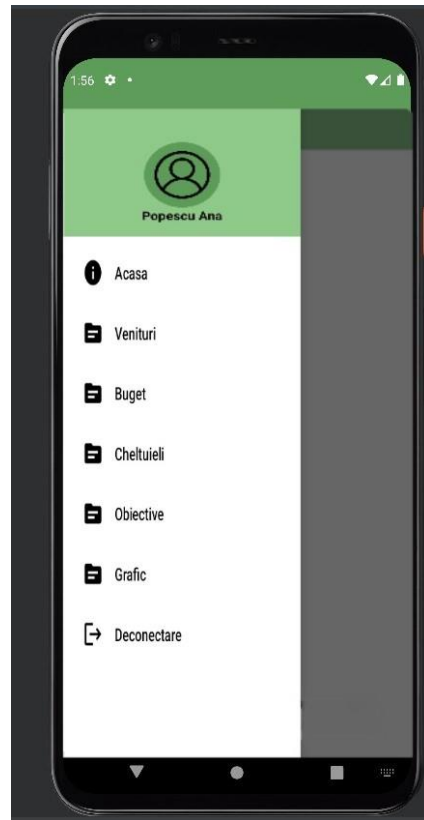 1:56
Popescu Ana
Acasa
Venituri
Buget
Cheltuieli
Obiective
Grafic
Deconectare